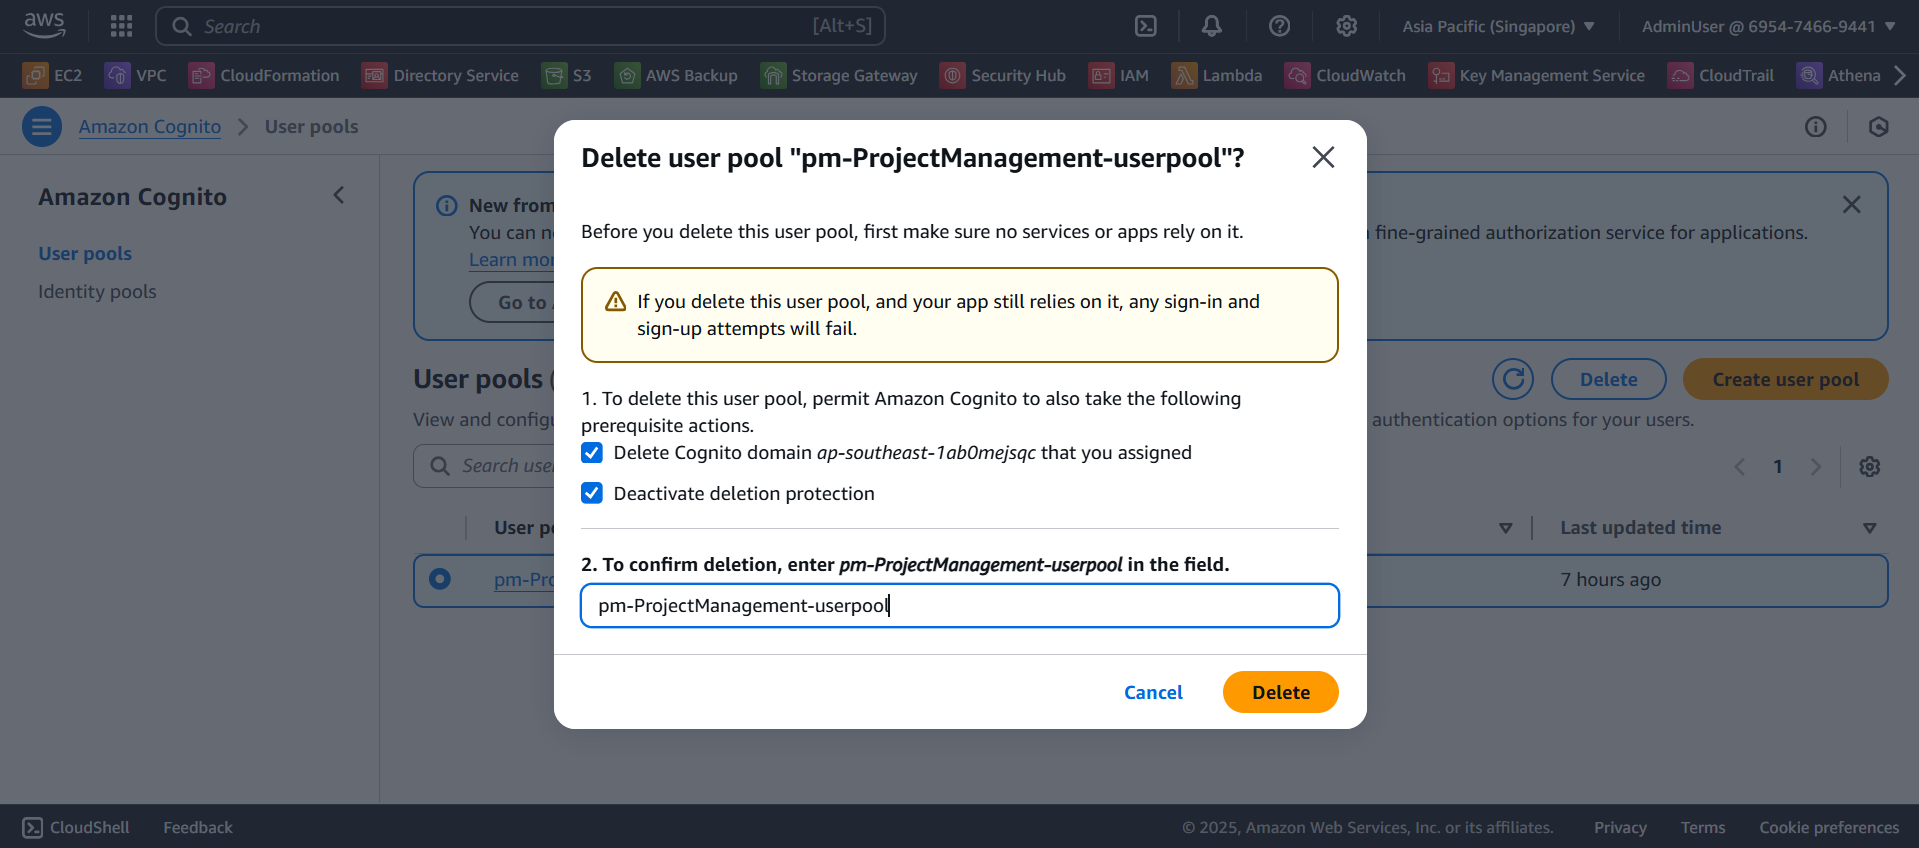 aws
Search [Alt+S]
Asia Pacific (Singapore)
AdminUser @ 6954-7466-9441
EC2 VPC CloudFormation Directory Service S3 AWS Backup Storage Gateway Security Hub IAM Lambda CloudWatch Key Management Service CloudTrail Athena
Amazon Cognito User pools
Amazon Cognito
User pools
Identity pools
New from
You can n
fine-grained authorization service for applications.
Learn mor
Go to
User pools (
Delete
Create user pool
View and configu
authentication options for your users.
Search use
1
User po
Last updated time
pm-Pro
7 hours ago
Delete user pool "pm-ProjectManagement-userpool"?
Before you delete this user pool, first make sure no services or apps rely on it.
If you delete this user pool, and your app still relies on it, any sign-in and
sign-up attempts will fail.
1. To delete this user pool, permit Amazon Cognito to also take the following
prerequisite actions.
Delete Cognito domain ap-southeast-1ab0mejsqc that you assigned
Deactivate deletion protection
2. To confirm deletion, enter pm-ProjectManagement-userpool in the field.
pm-ProjectManagement-userpool
Cancel
Delete
CloudShell Feedback
© 2025, Amazon Web Services, Inc. or its affiliates. Privacy Terms Cookie preferences